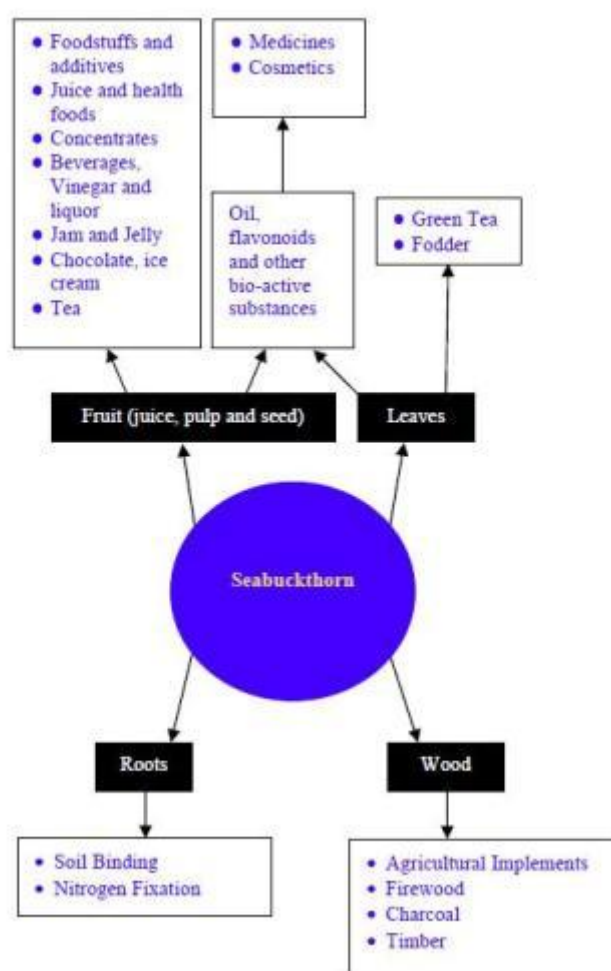 ● Foodstuffs and
additives
● Juice and health
foods
● Concentrates
● Beverages,
Vinegar and
liquor
● Jam and Jelly
● Chocolate, ice
cream
● Tea
● Medicines
● Cosmetics
Oil,
flavonoids
and other
bio-active
substances
● Green Tea
● Fodder
Fruit (juice, pulp and seed)
Leaves
Seabuckthorn
Roots
Wood
• Soil Binding
• Nitrogen Fixation
• Agricultural Implements
• Firewood
• Charcoal
• Timber